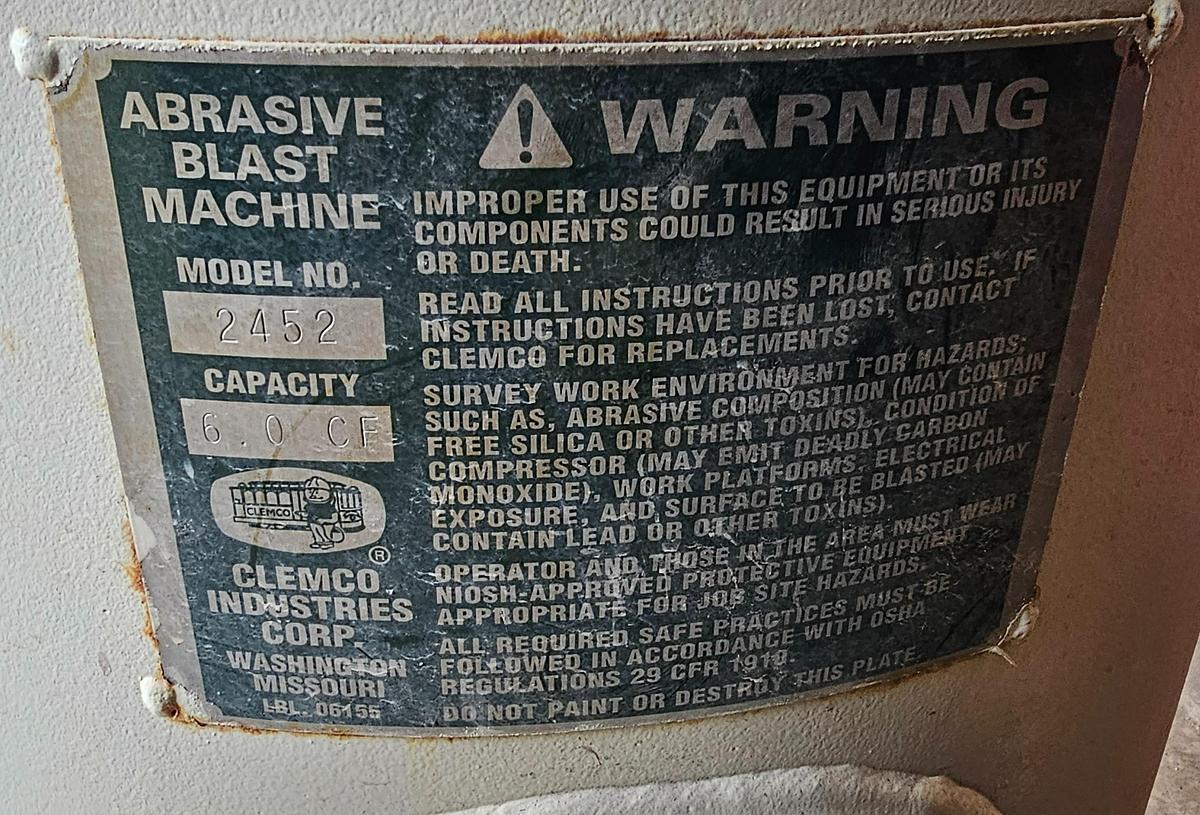 ABRASIVE
BLAST
MACHINE
MODEL NO.
2452
CAPACITY
6.0 CF
CLEMCO
®
CLEMCO
INDUSTRIES
CORP.
WASHINGTON
MISSOURI
LBL. 06155
WARNING
IMPROPER USE OF THIS EQUIPMENT OR ITS
COMPONENTS COULD RESULT IN SERIOUS INJURY
OR DEATH.
READ ALL INSTRUCTIONS PRIOR TO USE. IF
INSTRUCTIONS HAVE BEEN LOST, CONTACT
CLEMCO FOR REPLACEMENTS.
SURVEY WORK ENVIRONMENT FOR HAZARDS;
SUCH AS, ABRASIVE COMPOSITION (MAY CONTAIN
FREE SILICA OR OTHER TOXINS), CONDITION OF
COMPRESSOR (MAY EMIT DEADLY CARBON
MONOXIDE), WORK PLATFORMS, ELECTRICAL
EXPOSURE, AND SURFACE TO BE BLASTED (MAY
CONTAIN LEAD OR OTHER TOXINS).
OPERATOR AND THOSE IN THE AREA MUST WEAR
NIOSH-APPROVED PROTECTIVE EQUIPMENT
APPROPRIATE FOR JOB SITE HAZARDS.
ALL REQUIRED SAFE PRACTICES MUST BE
FOLLOWED IN ACCORDANCE WITH OSHA
REGULATIONS 29 CFR 1910.
DO NOT PAINT OR DESTROY THIS PLATE.